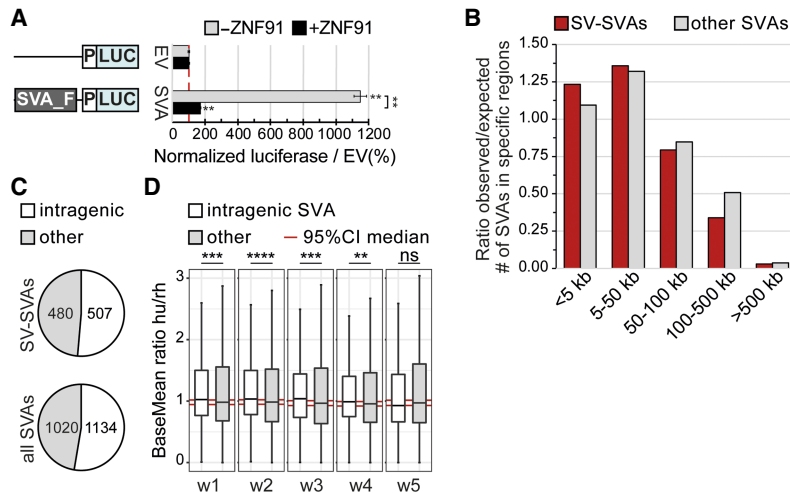 A
–ZNF91 +ZNF91
P LUC
EV
SVA_F P LUC
SVA
**
**
**
0 200 400 600 800 1000 1200
Normalized luciferase / EV(%)
B
SV-SVAs other SVAs
Ratio observed/expected
# of SVAs in specific regions
1.50
1.25
1.00
0.75
0.50
0.25
0.00
<5 kb 5-50 kb 50-100 kb 100-500 kb >500 kb
C
intragenic
other
SV-SVAs
480 507
all SVAs
1020 1134
D
intragenic SVA
other 95%CI median
*** **** *** ** ns
BaseMean ratio hu/rh
3
2
1
0
w1 w2 w3 w4 w5